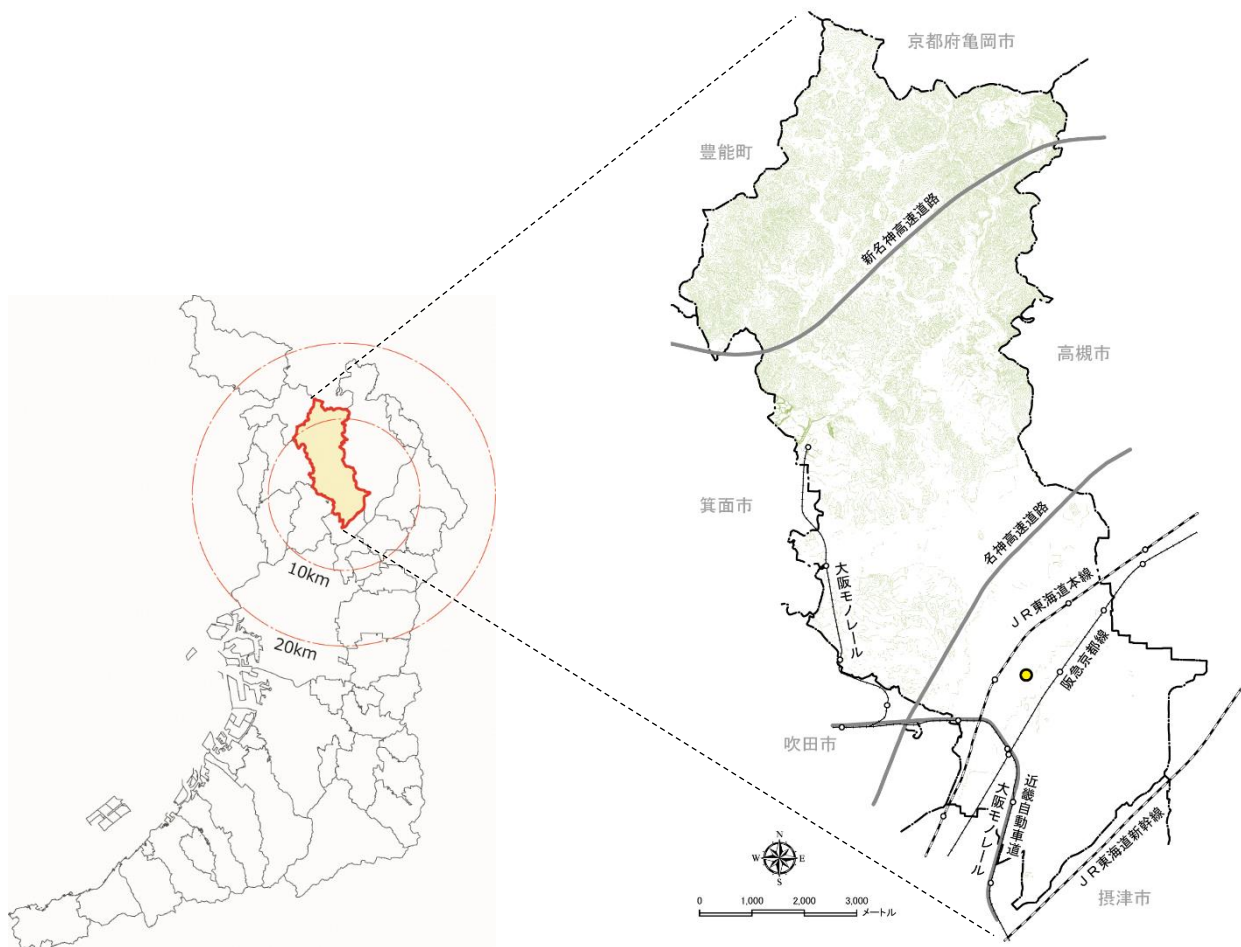 京都府亀岡市
豊能町
新名神高速道路
高槻市
箕面市
名神高速道路
大阪モノレール
JR東海道本線
阪急京都線
10km
20km
吹田市
近畿自動車道
大阪モノレール
JR東海道新幹線
摂津市
N
W
E
S
0 1,000 2,000 3,000
メートル